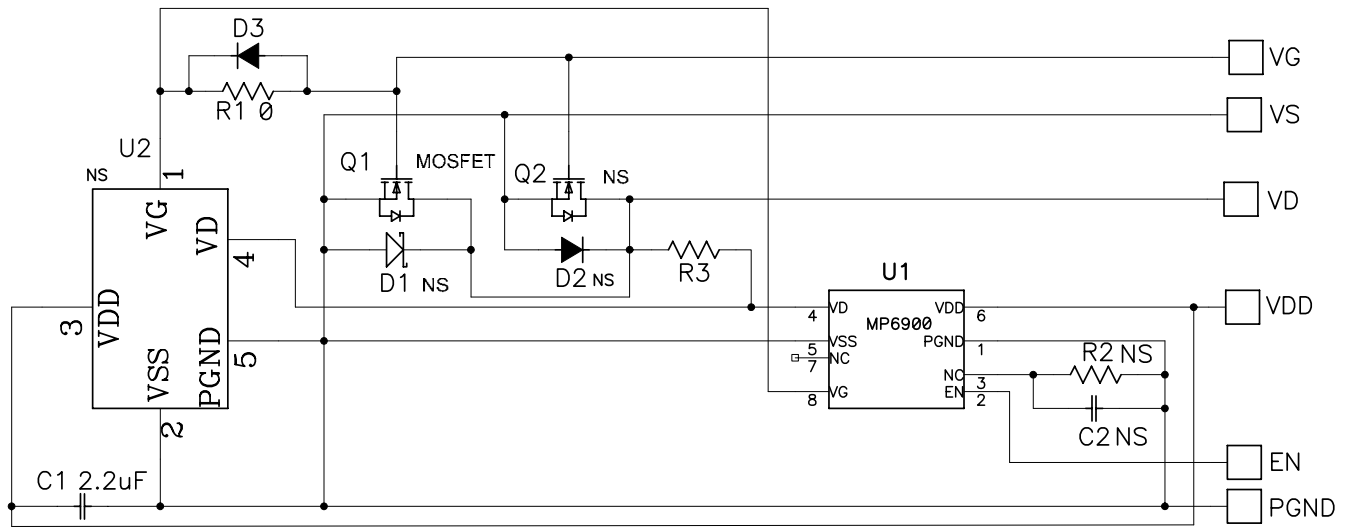 D3
R1 0
VG
VS
VD
U2
NS
1
VG
VD
4
3
VDD
VSS
PGND
5
2
C1 2.2uF
Q1
MOSFET
Q2
NS
D1 NS
D2 NS
R3
U1
MP6900
4
VD
VDD
6
VSS
5
PGND
1
7
NC
NC
3
VG
8
EN
2
R2 NS
C2 NS
VDD
EN
PGND